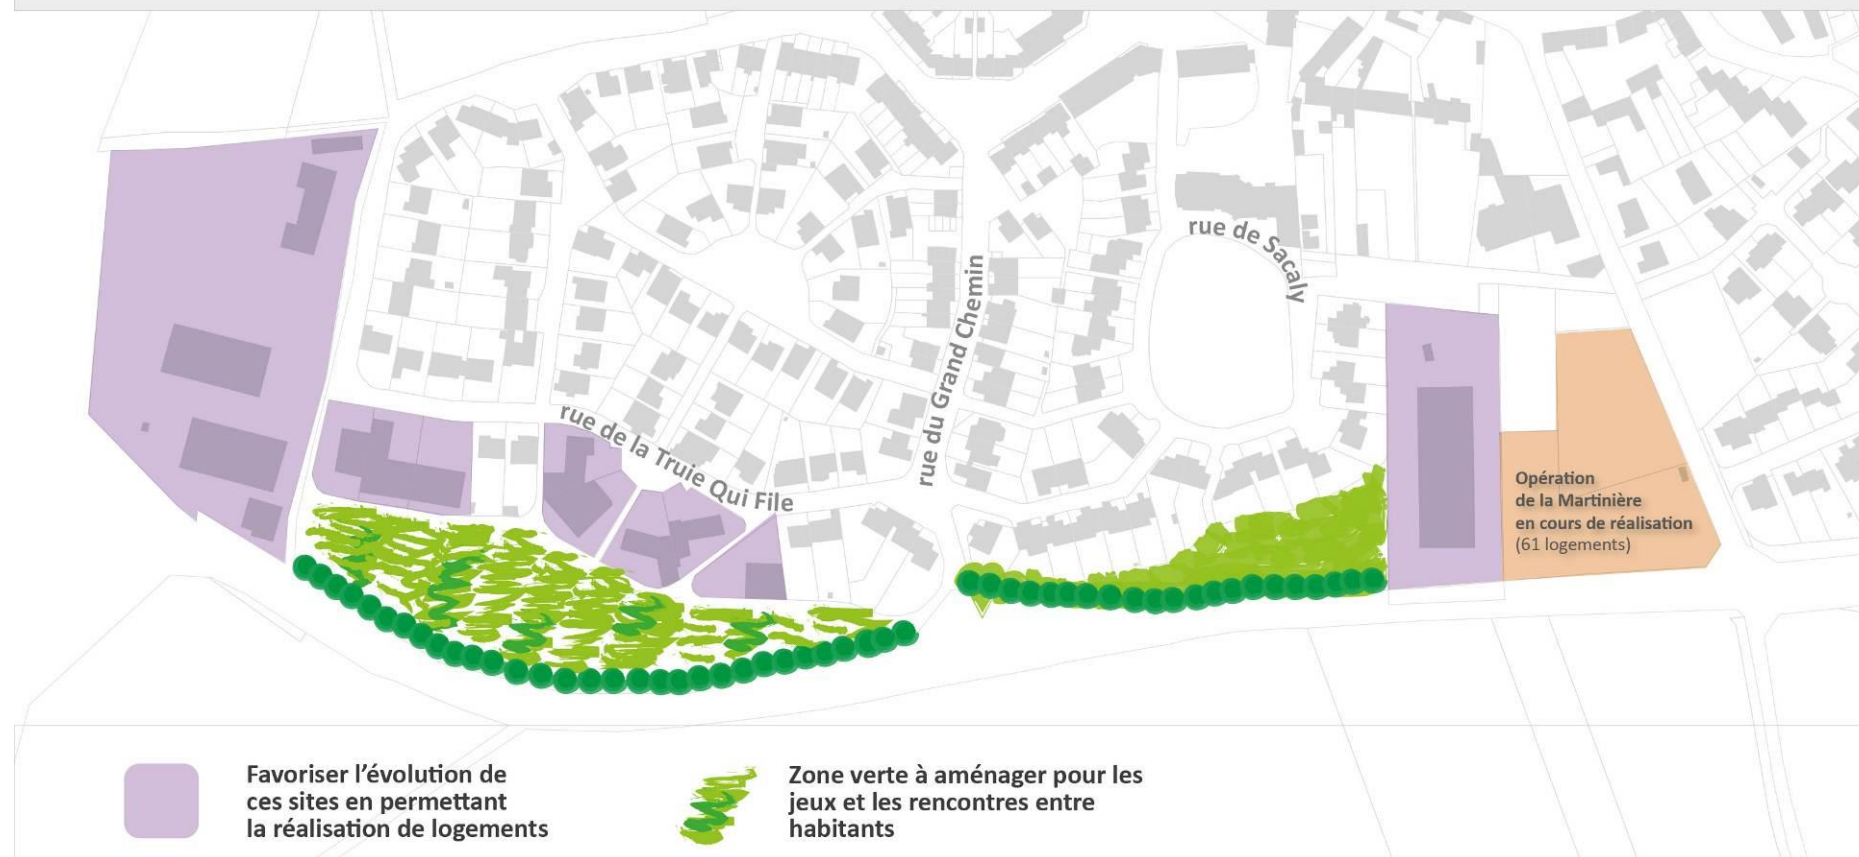 rue de Sacaly
rue du Grand Chemin
rue de la Truie Qui File
Opération
de la Martinière
en cours de réalisation
(61 logements)
Favoriser l’évolution de
ces sites en permettant
la réalisation de logements
Zone verte à aménager pour les
jeux et les rencontres entre
habitants